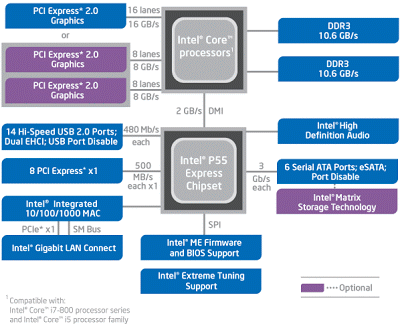 PCI Express* 2.0
Graphics
16 lanes
16 GB/s
or
PCI Express* 2.0
Graphics
8 lanes
8 GB/s
PCI Express* 2.0
Graphics
8 lanes
8 GB/s
Intel® Core™
processors¹
DDR3
10.6 GB/s
DDR3
10.6 GB/s
2 GB/s
DMI
14 Hi-Speed USB 2.0 Ports;
Dual EHCI; USB Port Disable
480 Mb/s
each
8 PCI Express* x1
500
MB/s
each x1
Intel® Integrated
10/100/1000 MAC
PCIe* x1
SM Bus
Intel® Gigabit LAN Connect
Intel® P55
Express
Chipset
Intel® High
Definition Audio
3
Gb/s
each
6 Serial ATA Ports; eSATA;
Port Disable
Intel® Matrix
Storage Technology
SPI
Intel® ME Firmware
and BIOS Support
Intel® Extreme Tuning
Support
Optional
¹Compatible with:
Intel® Core™ i7-800 processor series
and Intel® Core™ i5 processor family